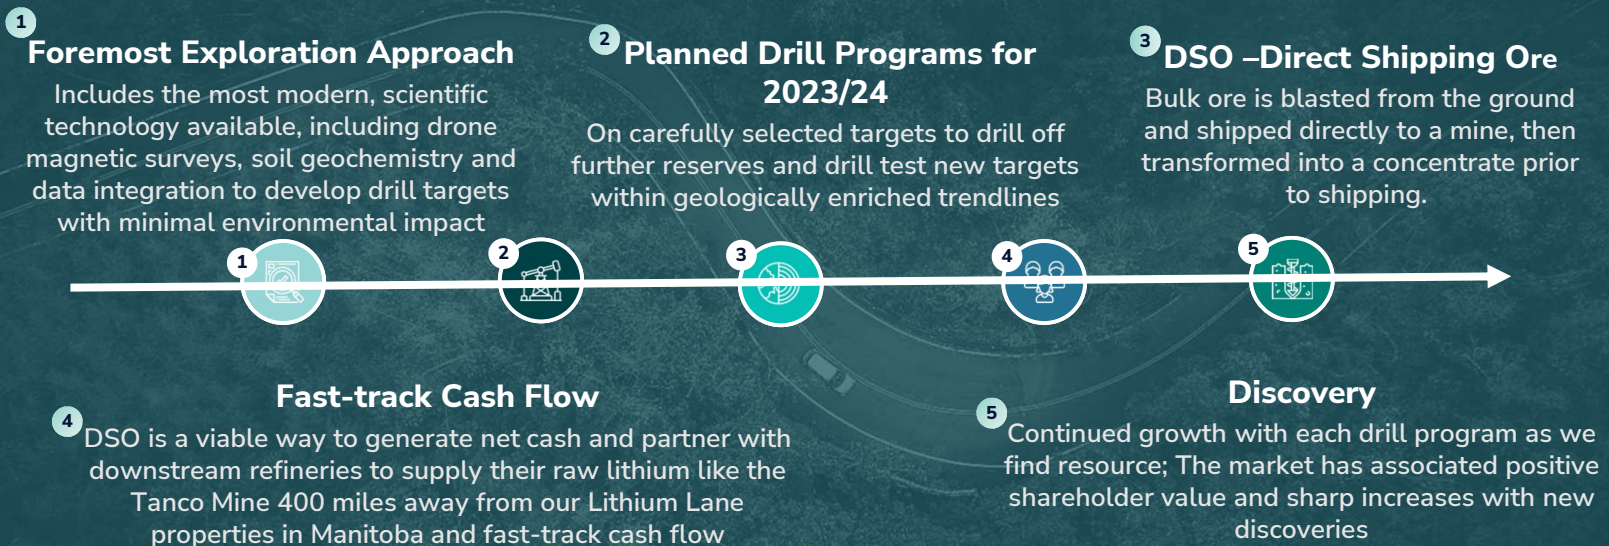 1
Foremost Exploration Approach
Includes the most modern, scientific
technology available, including drone
magnetic surveys, soil geochemistry and
data integration to develop drill targets
with minimal environmental impact
2
Planned Drill Programs for
2023/24
On carefully selected targets to drill off
further reserves and drill test new targets
within geologically enriched trendlines
3
DSO –Direct Shipping Ore
Bulk ore is blasted from the ground
and shipped directly to a mine, then
transformed into a concentrate prior
to shipping.
1
2
3
4
5
4
Fast-track Cash Flow
DSO is a viable way to generate net cash and partner with
downstream refineries to supply their raw lithium like the
Tanco Mine 400 miles away from our Lithium Lane
properties in Manitoba and fast-track cash flow
5
Discovery
Continued growth with each drill program as we
find resource; The market has associated positive
shareholder value and sharp increases with new
discoveries